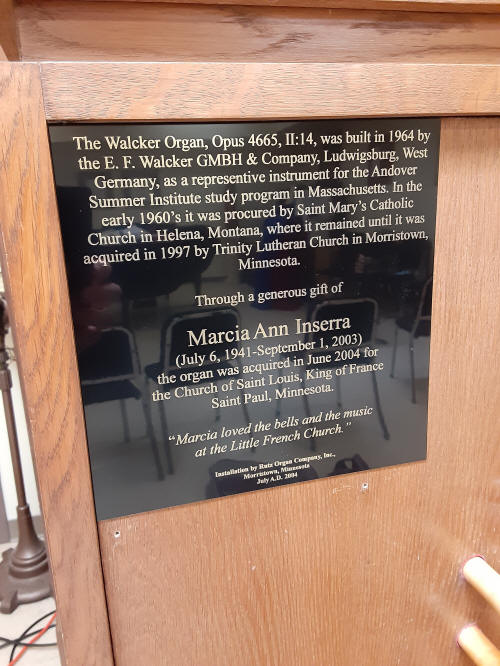 The Walcker Organ, Opus 4665, II:14, was built in 1964 by
the E. F. Walcker GMBH & Company, Ludwigsburg, West
Germany, as a representive instrument for the Andover
Summer Institute study program in Massachusetts. In the
early 1960's it was procured by Saint Mary's Catholic
Church in Helena, Montana, where it remained until it was
acquired in 1997 by Trinity Lutheran Church in Morristown,
Minnesota.
Through a generous gift of
Marcia Ann Inserra
(July 6, 1941-September 1, 2003)
the organ was acquired in June 2004 for
the Church of Saint Louis, King of France
Saint Paul, Minnesota.
"Marcia loved the bells and the music
at the Little French Church."
Installation by Rutz Organ Company, Inc.,
Morristown, Minnesota
July A.D. 2004